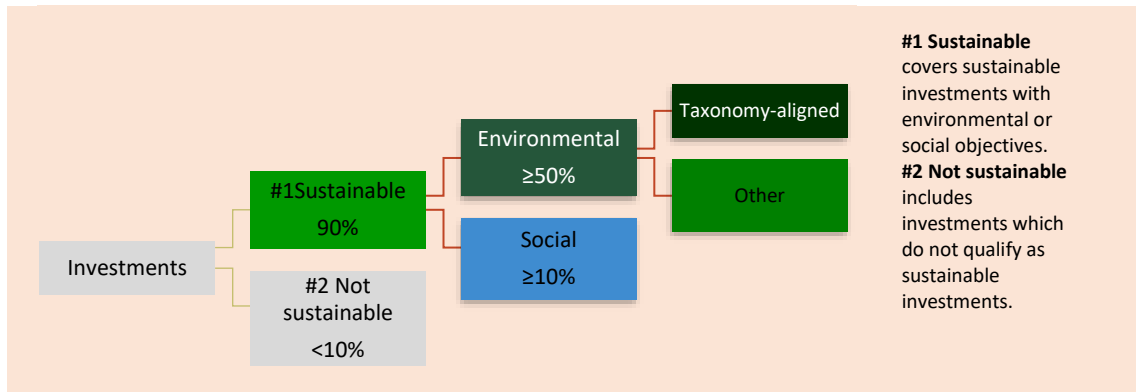 Investments
#1Sustainable
90%
#2 Not
sustainable
<10%
Environmental
≥50%
Social
≥10%
Taxonomy-aligned
Other
#1 Sustainable
covers sustainable
investments with
environmental or
social objectives.
#2 Not sustainable
includes
investments which
do not qualify as
sustainable
investments.